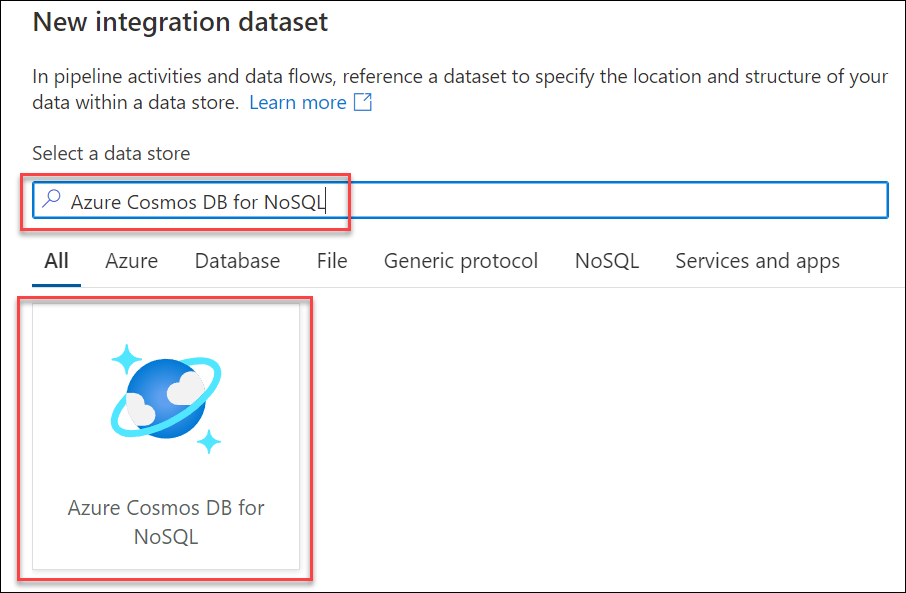 New integration dataset
In pipeline activities and data flows, reference a dataset to specify the location and structure of your
data within a data store. Learn more
Select a data store
Azure Cosmos DB for NoSQL
All Azure Database File Generic protocol NoSQL Services and apps
Azure Cosmos DB for
NoSQL